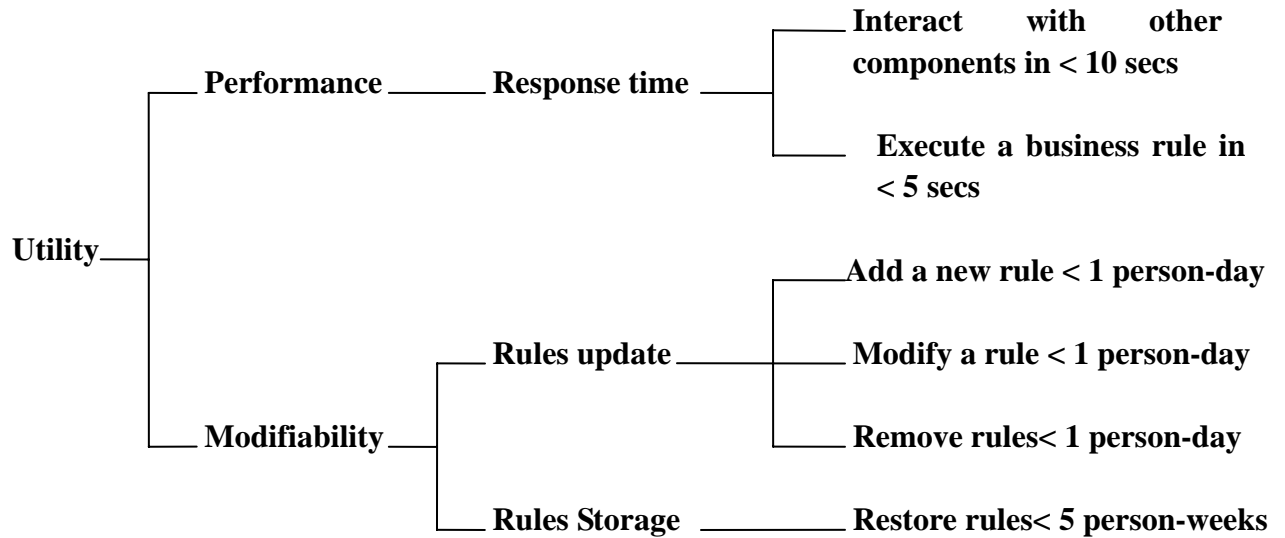 Interact with other
components in < 10 secs
Performance
Response time
Execute a business rule in
< 5 secs
Utility
Add a new rule < 1 person-day
Rules update
Modify a rule < 1 person-day
Modifiability
Remove rules< 1 person-day
Rules Storage
Restore rules< 5 person-weeks